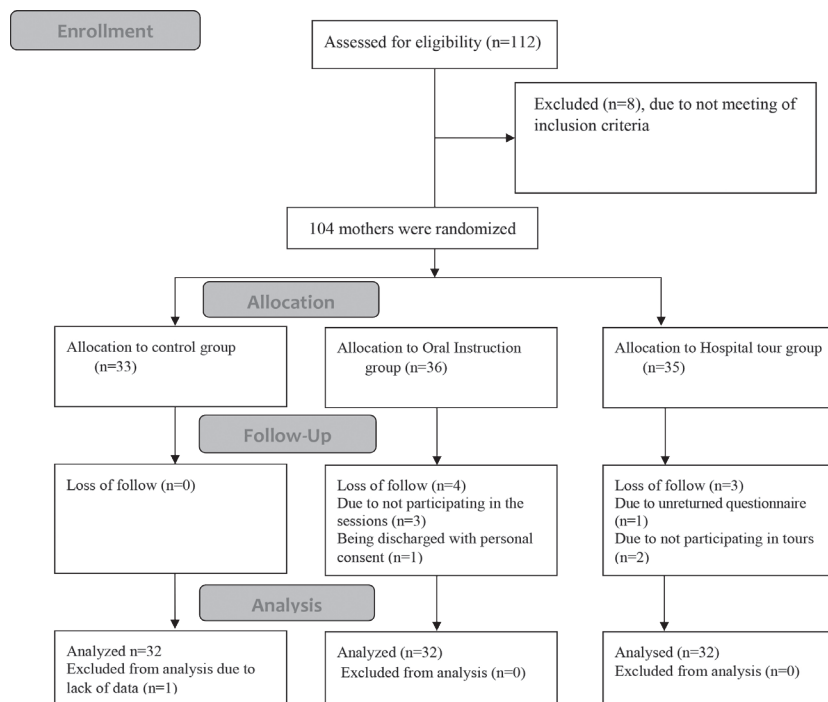 Enrollment
Assessed for eligibility (n=112)
Excluded (n=8), due to not meeting of
inclusion criteria
104 mothers were randomized
Allocation
Allocation to control group
(n=33)
Allocation to Oral Instruction
group (n=36)
Allocation to Hospital tour group
(n=35)
Follow-Up
Loss of follow (n=0)
Loss of follow (n=4)
Due to not participating in the
sessions (n=3)
Being discharged with personal
consent (n=1)
Loss of follow (n=3)
Due to unreturned questionnaire
(n=1)
Due to not participating in tours
(n=2)
Analysis
Analyzed n=32
Excluded from analysis due to
lack of data (n=1)
Analyzed (n=32)
Excluded from analysis (n=0)
Analysed (n=32)
Excluded from analysis (n=0)